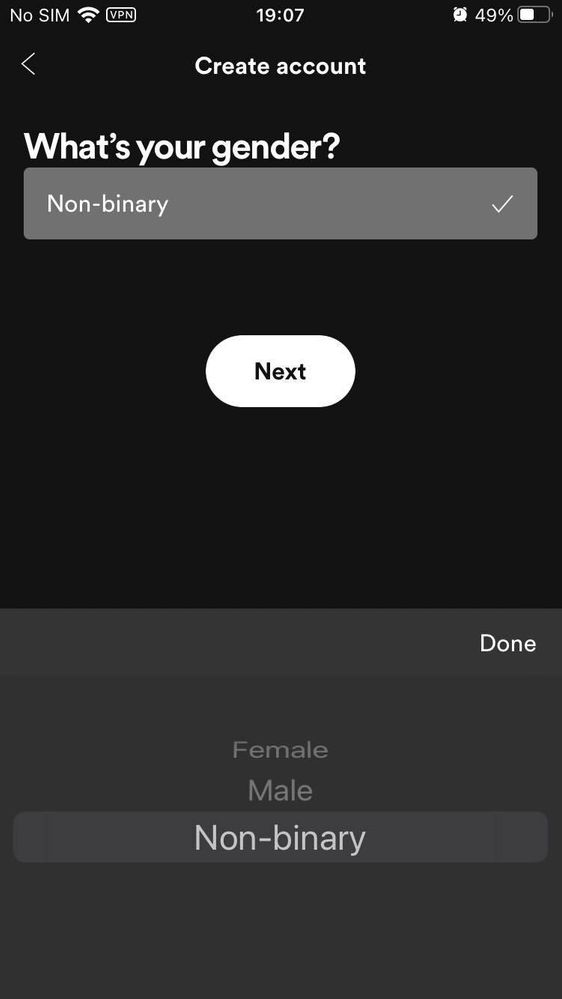 No SIM VPN 19:07 49%
Create account
What's your gender?
Non-binary
Next
Done
Female
Male
Non-binary